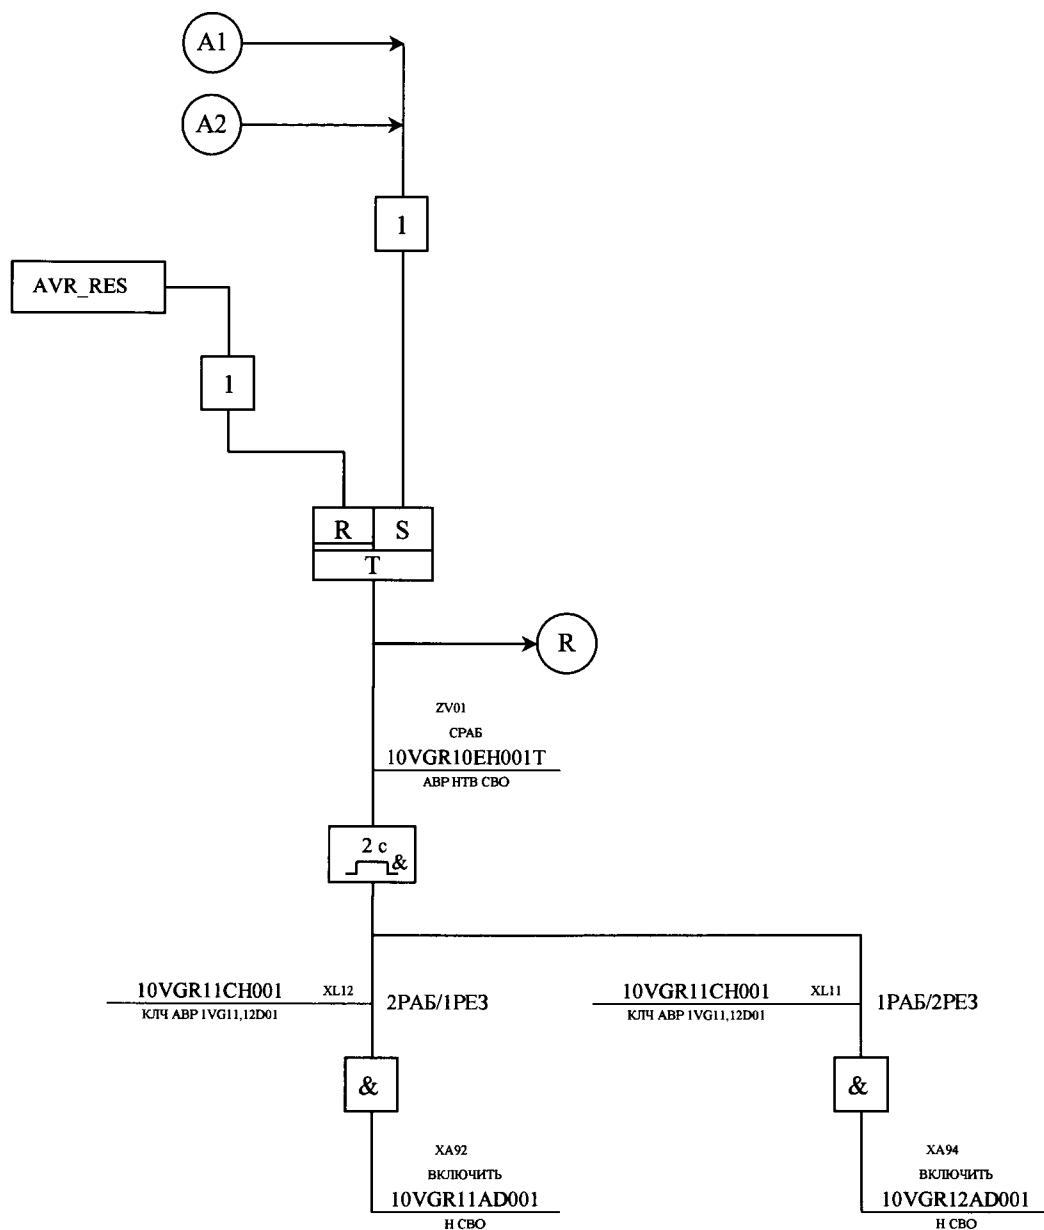 A1
A2
1
AVR_RES
1
R S
T
R
ZV01
СРАБ
10VGR10EH001T
АВР НТВ СВО
2 с
&
10VGR11CH001 XL12 2РАБ/1РЕЗ
КЛЧ АВР 1VG11,12D01
10VGR11CH001 XL11 1РАБ/2РЕЗ
КЛЧ АВР 1VG11,12D01
&
&
XA92
ВКЛЮЧИТЬ
10VGR11AD001
Н СВО
XA94
ВКЛЮЧИТЬ
10VGR12AD001
Н СВО